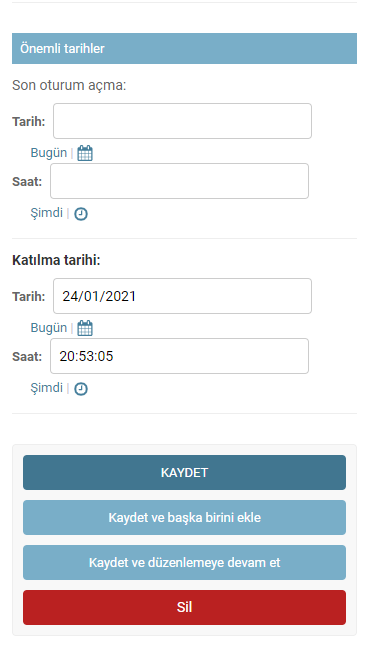 Önemli tarihler
Son oturum açma:
Tarih:
Bugün |
Saat:
Şimdi |
Katılma tarihi:
Tarih: 24/01/2021
Bugün |
Saat: 20:53:05
Şimdi |
KAYDET
Kaydet ve başka birini ekle
Kaydet ve düzenlemeye devam et
Sil